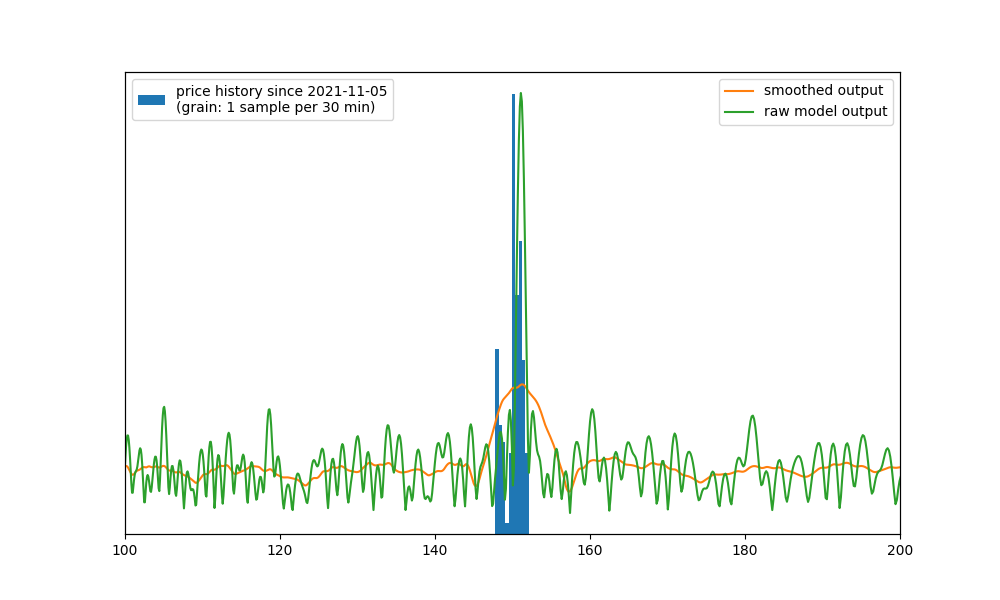 price history since 2021-11-05
(grain: 1 sample per 30 min)
smoothed output
raw model output
100
120
140
160
180
200